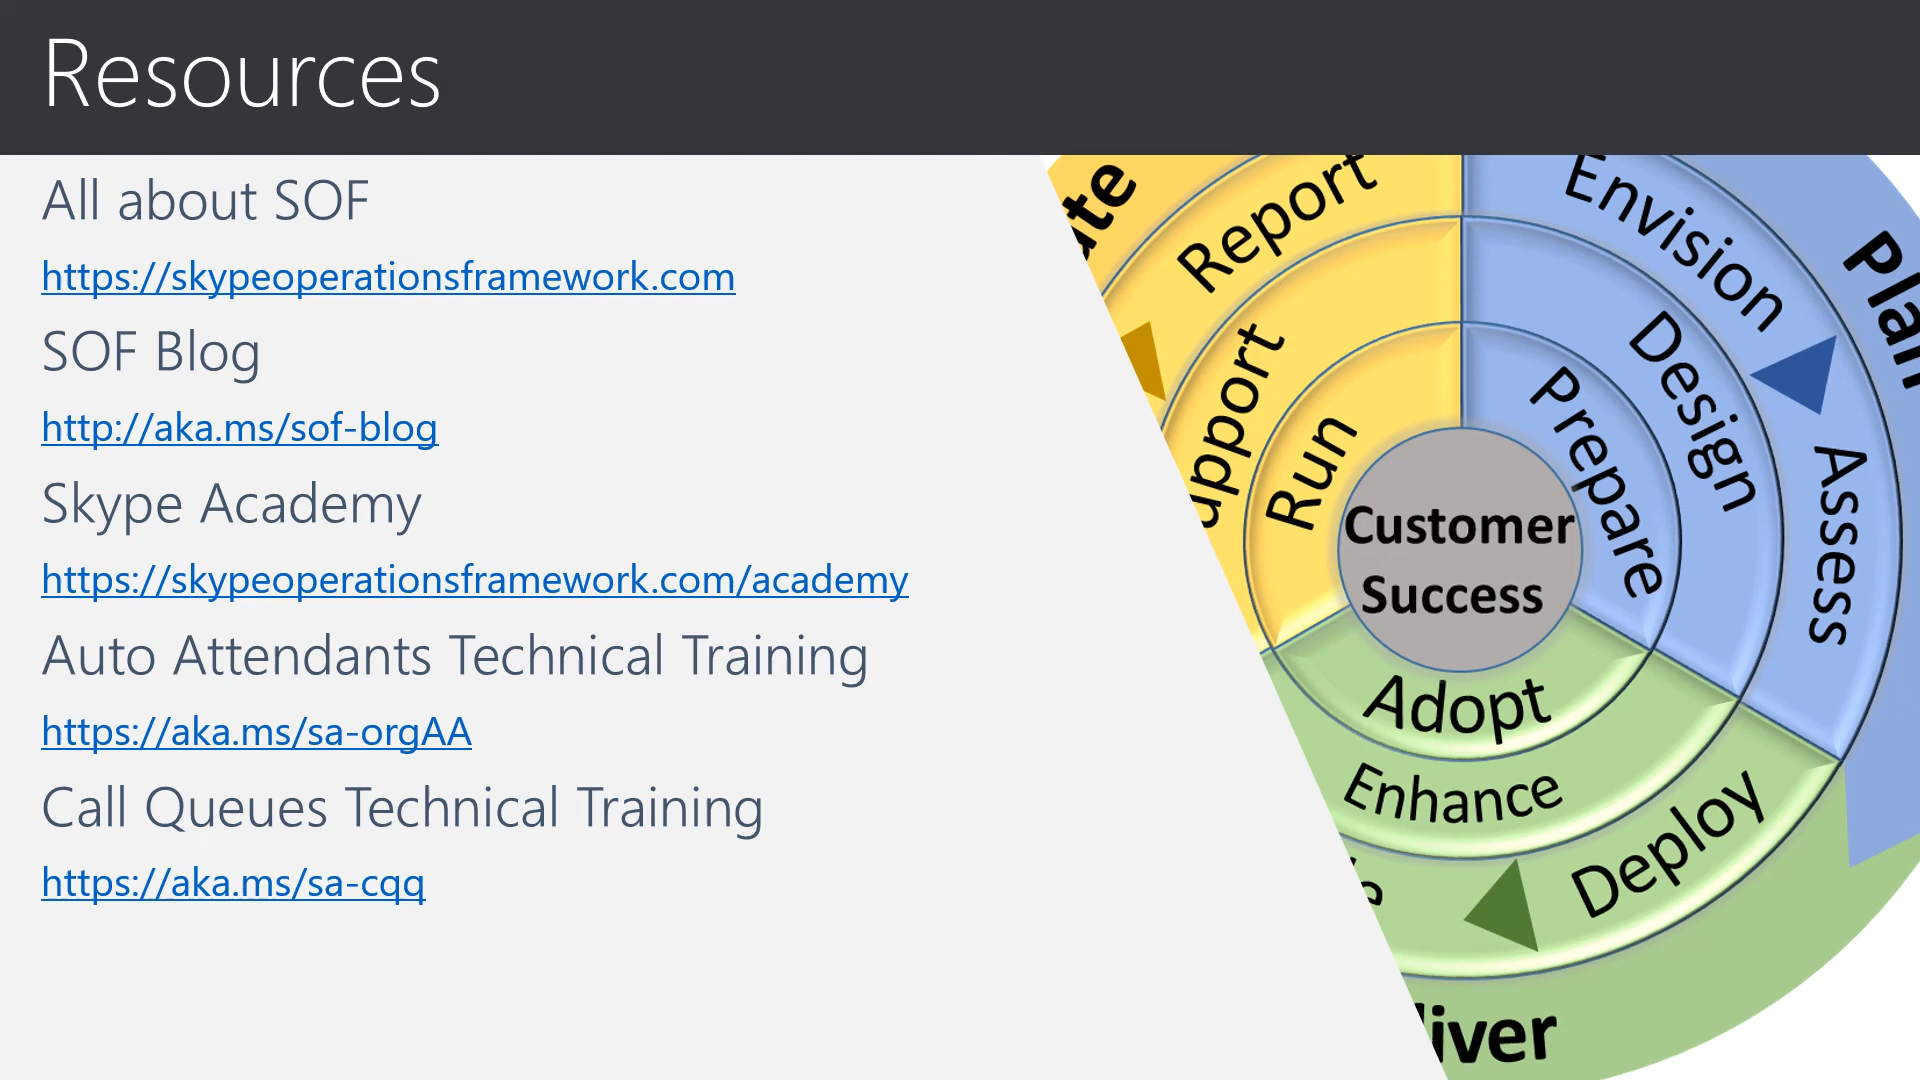 Resources
All about SOF
https://skypeoperationsframework.com
SOF Blog
http://aka.ms/sof-blog
Skype Academy
https://skypeoperationsframework.com/academy
Auto Attendants Technical Training
https://aka.ms/sa-orgAA
Call Queues Technical Training
https://aka.ms/sa-cqq
Report
Run
Envision
Plan
Design
Prepare
Assess
Customer
Success
Adopt
Enhance
Deploy